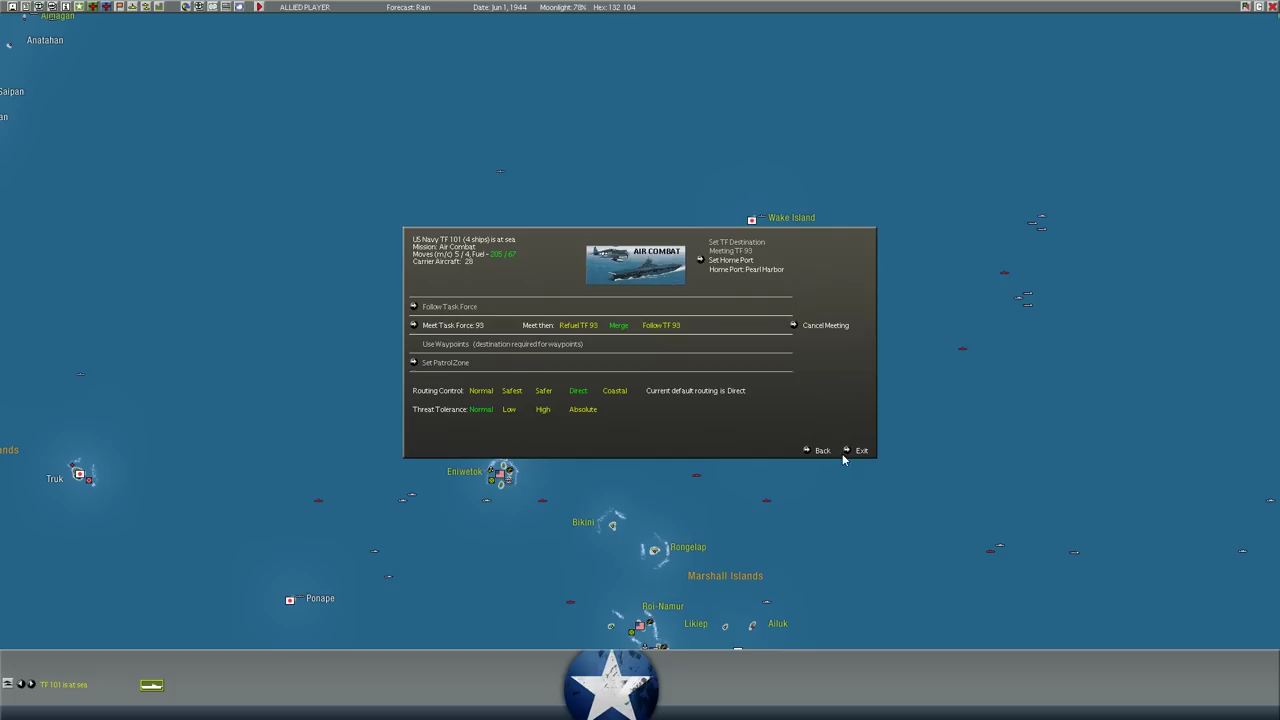 ALLIED PLAYER Forecast: Rain Date: Jun 1, 1944 Moonlight: 78% Hex: 132 104
Almagan
Anatahan
Saipan
an
Wake Island
US Navy TF 101 (4 ships) is at sea
Mission: Air Combat
Moves (m/c) 5 / 4, Fuel - 205 / 67
Carrier Aircraft: 28
AIR COMBAT
Set TF Destination
Meeting TF 93
Set Home Port
Home Port: Pearl Harbor
Follow Task Force
Meet Task Force: 93 Meet then: Refuel TF 93 Merge Follow TF 93 Cancel Meeting
Use Waypoints (destination required for waypoints)
Set Patrol Zone
Routing Control: Normal Safest Safer Direct Coastal Current default routing is Direct
Threat Tolerance: Normal Low High Absolute
Back Exit
nds
Truk
Eniwetok
Bikini
Rongelap
Marshall Islands
Ponape
Roi-Namur
Likiep
Ailuk
TF 101 is at sea